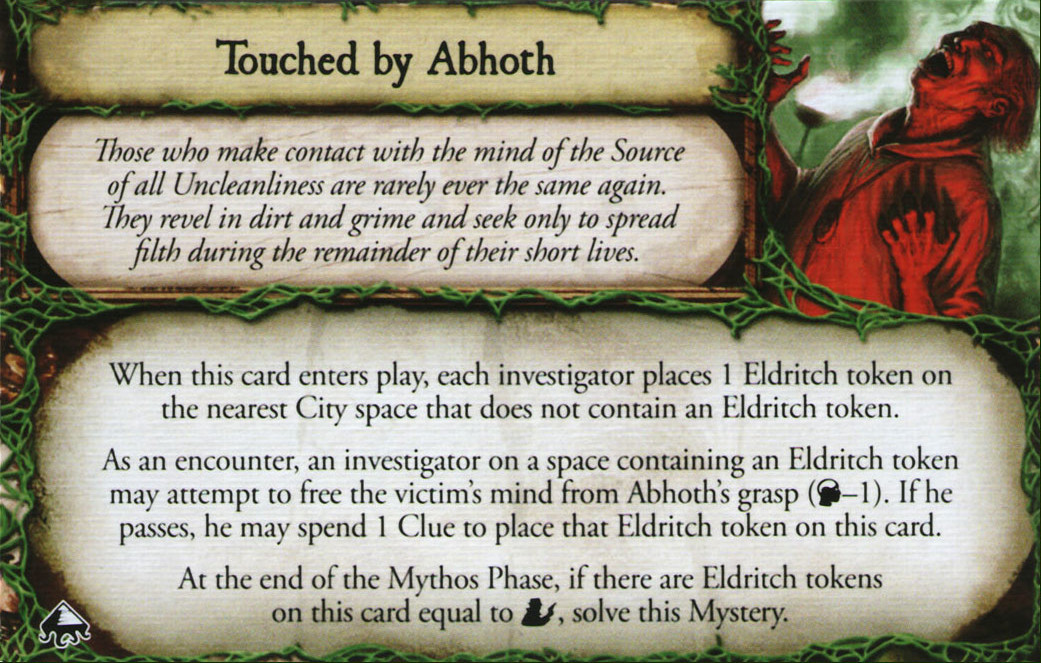 Touched by Abhoth
Those who make contact with the mind of the Source
of all Uncleanliness are rarely ever the same again.
They revel in dirt and grime and seek only to spread
filth during the remainder of their short lives.
When this card enters play, each investigator places 1 Eldritch token on
the nearest City space that does not contain an Eldritch token.
As an encounter, an investigator on a space containing an Eldritch token
may attempt to free the victim's mind from Abhoth's grasp ( –1). If he
passes, he may spend 1 Clue to place that Eldritch token on this card.
At the end of the Mythos Phase, if there are Eldritch tokens
on this card equal to , solve this Mystery.